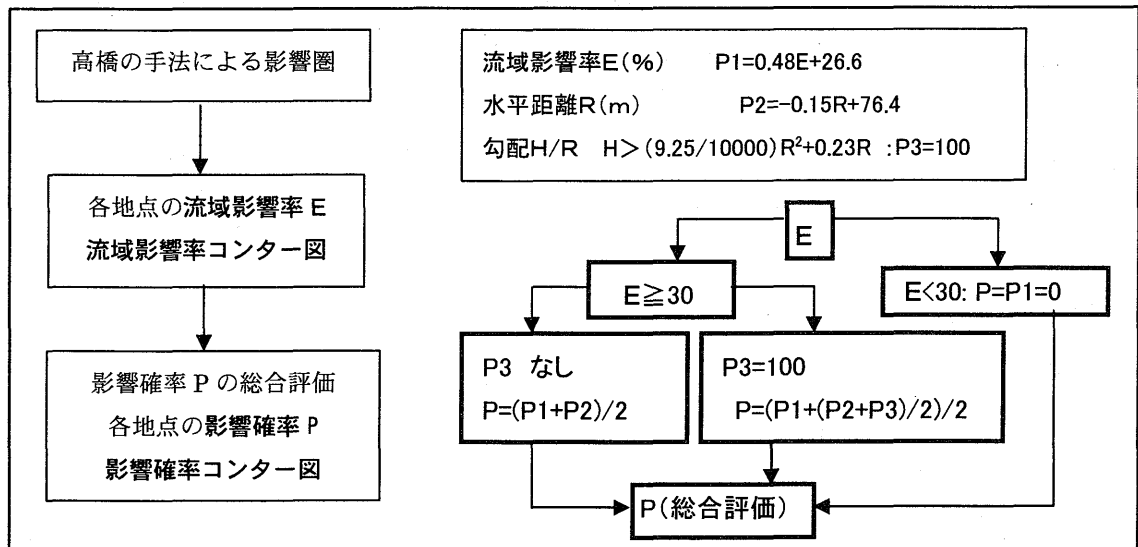 高橋の手法による影響圏
各地点の流域影響率 E
流域影響率コンター図
影響確率 P の総合評価
各地点の影響確率 P
影響確率コンター図
流域影響率E(%) P1=0.48E+26.6
水平距離R(m) P2=-0.15R+76.4
勾配H/R H>(9.25/10000)R²+0.23R :P3=100
E
E≧30
E<30: P=P1=0
P3 なし
P=(P1+P2)/2
P3=100
P=(P1+(P2+P3)/2)/2
P(総合評価)